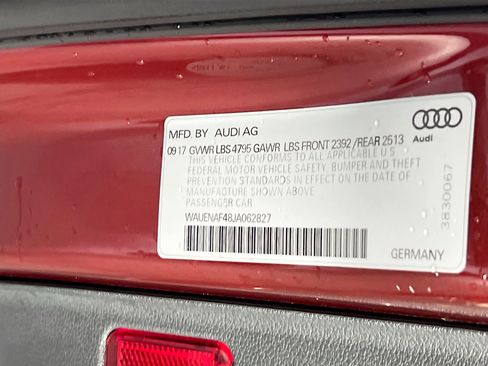 MFD. BY AUDI AG
09 17 GVWR LBS 4795 GAWR LBS FRONT 2392 /REAR 2513
Audi
THIS VEHICLE CONFORMS TO ALL APPLICABLE U.S.
FEDERAL MOTOR VEHICLE SAFETY, BUMPER AND THEFT
PREVENTION STANDARDS IN EFFECT ON THE DATE OF
MANUFACTURE SHOWN ABOVE
PASSENGER CAR
WAUENAF48JA062827
GERMANY
3830067